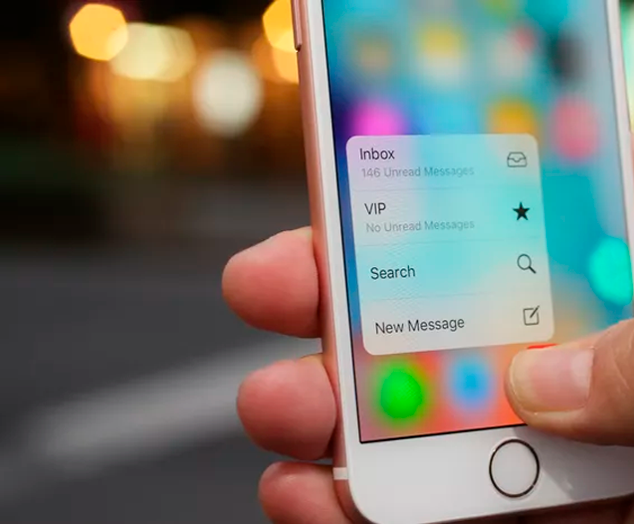 Inbox
146 Unread Messages
VIP
No Unread Messages
Search
New Message